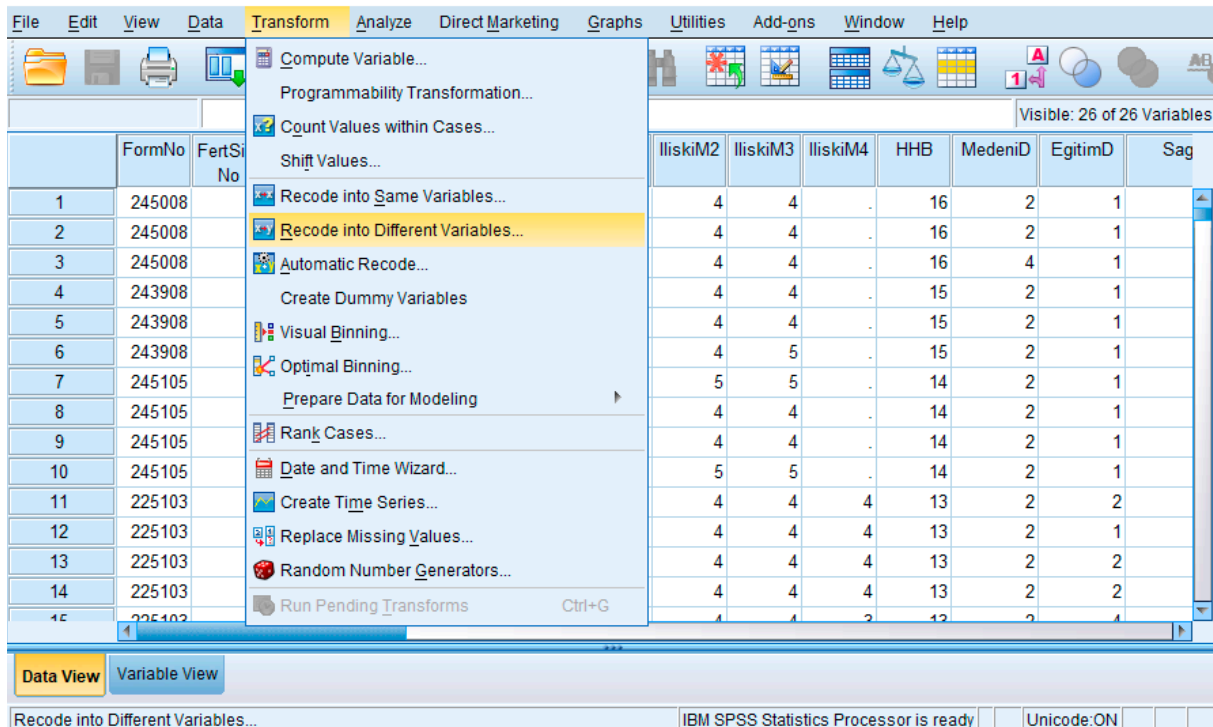 File Edit View Data Transform Analyze Direct Marketing Graphs Utilities Add-ons Window Help
Compute Variable...
Programmability Transformation...
Count Values within Cases...
Shift Values...
Recode into Same Variables...
Recode into Different Variables...
Automatic Recode...
Create Dummy Variables
Visual Binning...
Optimal Binning...
Prepare Data for Modeling
Rank Cases...
Date and Time Wizard...
Create Time Series...
Replace Missing Values...
Random Number Generators...
Run Pending Transforms Ctrl+G
A
1
Visible: 26 of 26 Variables
FormNo FertSi IliskiM2 IliskiM3 IliskiM4 HHB MedeniD EgitimD Sag
No
1 245008 4 4 . 16 2 1
2 245008 4 4 . 16 2 1
3 245008 4 4 . 16 4 1
4 243908 4 4 . 15 2 1
5 243908 4 4 . 15 2 1
6 243908 4 5 . 15 2 1
7 245105 5 5 . 14 2 1
8 245105 4 4 . 14 2 1
9 245105 4 4 . 14 2 1
10 245105 5 5 . 14 2 1
11 225103 4 4 4 13 2 2
12 225103 4 4 4 13 2 1
13 225103 4 4 4 13 2 2
14 225103 4 4 4 13 2 2
15 225103 4 4 3 13 2 4
Data View Variable View
Recode into Different Variables... IBM SPSS Statistics Processor is ready Unicode:ON